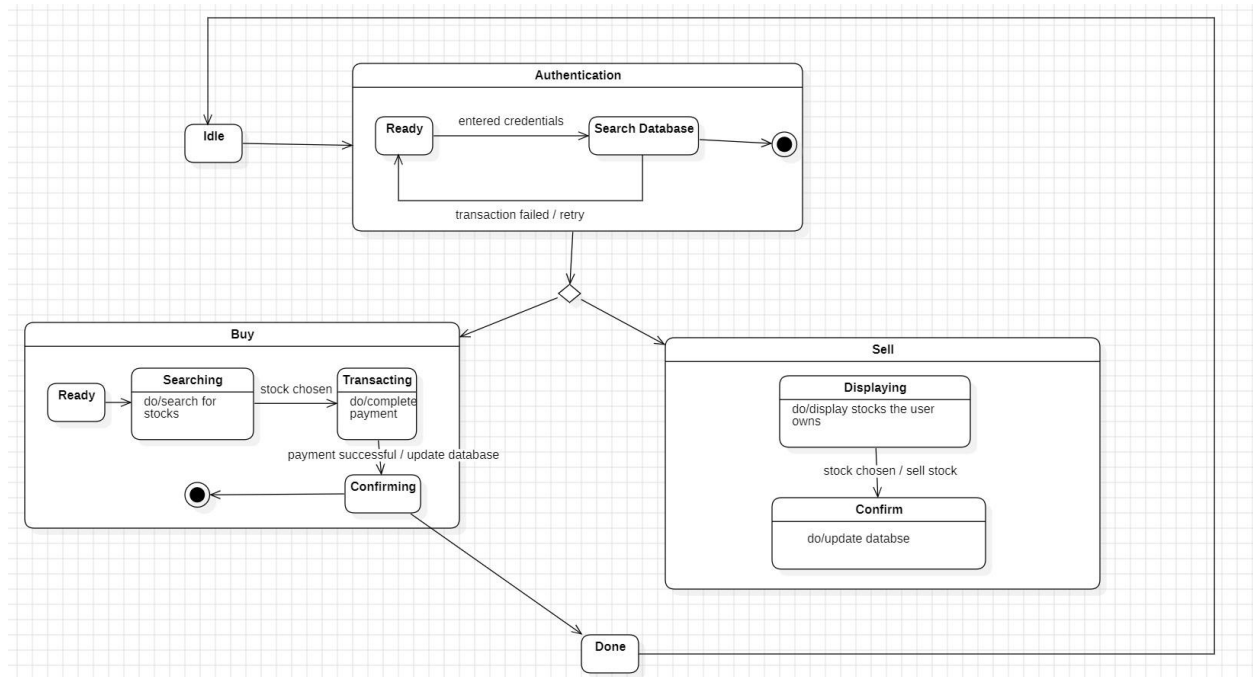 Authentication
Idle
Ready
entered credentials
Search Database
transaction failed / retry
Buy
Ready
Searching
do/search for
stocks
stock chosen
Transacting
do/complete
payment
payment successful / update database
Confirming
Sell
Displaying
do/display stocks the user
owns
stock chosen / sell stock
Confirm
do/update databse
Done